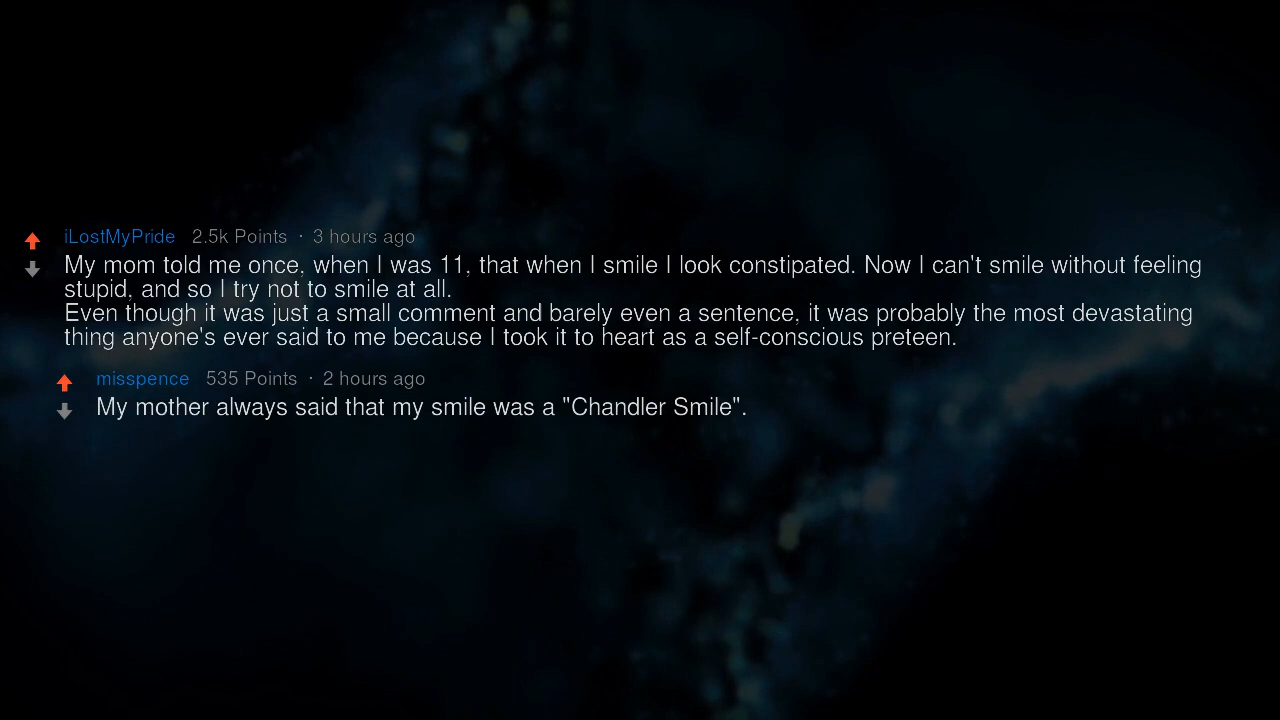 iLostMyPride 2.5k Points · 3 hours ago
My mom told me once, when I was 11, that when I smile I look constipated. Now I can't smile without feeling
stupid, and so I try not to smile at all.
Even though it was just a small comment and barely even a sentence, it was probably the most devastating
thing anyone's ever said to me because I took it to heart as a self-conscious preteen.
misspence 535 Points · 2 hours ago
My mother always said that my smile was a "Chandler Smile".